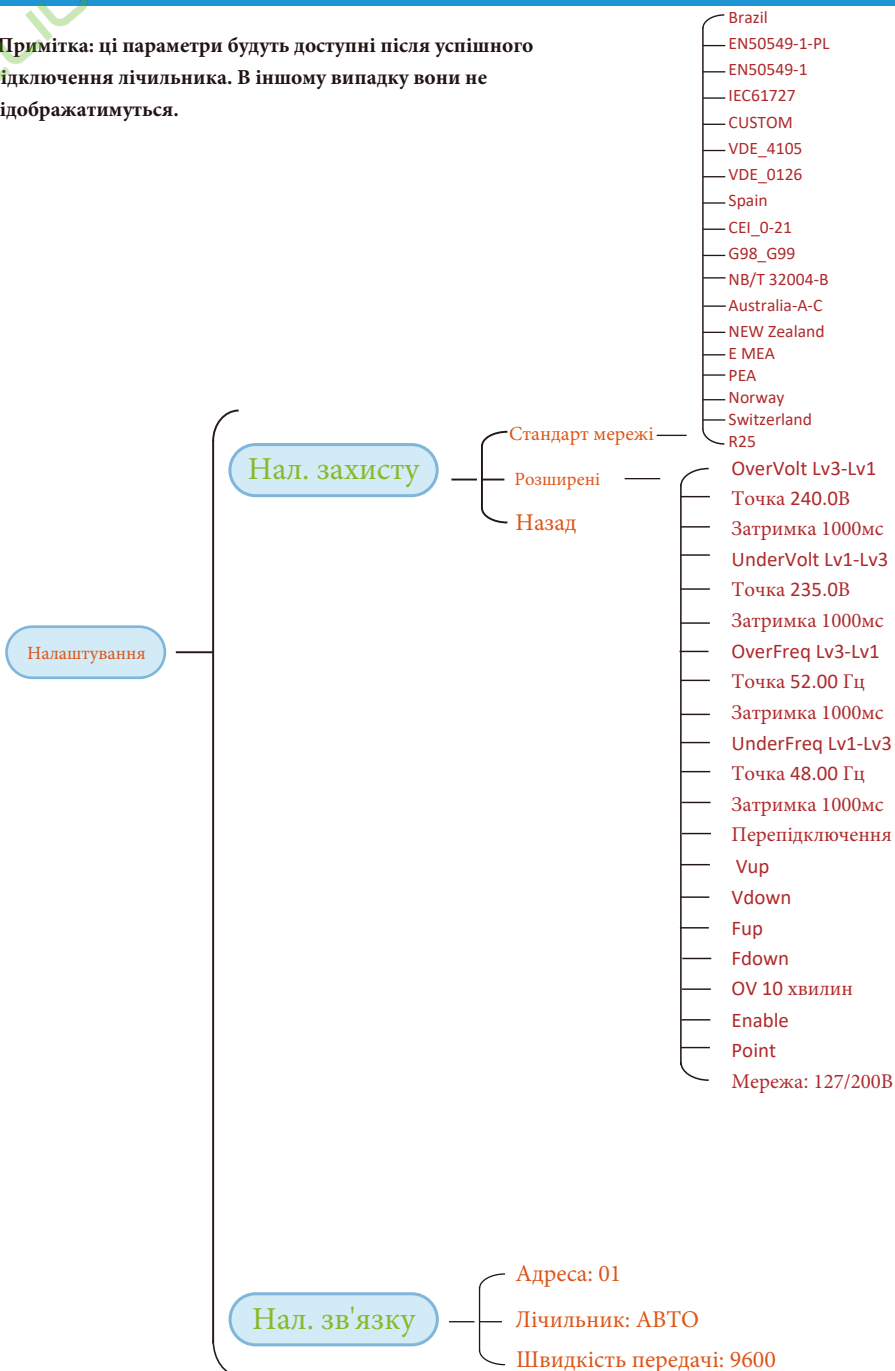 Примітка: ці параметри будуть доступні після успішного
ідключення лічильника. В іншому випадку вони не
ідображатимуться.
Brazil
EN50549-1-PL
EN50549-1
IEC61727
CUSTOM
VDE_4105
VDE_0126
Spain
CEI_0-21
G98_G99
NB/T 32004-B
Australia-A-C
NEW Zealand
E MEA
PEA
Norway
Switzerland
R25
Налаштування
Нал. захисту
Стандарт мережі
Розширені
Назад
OverVolt Lv3-Lv1
Точка 240.0В
Затримка 1000мс
UnderVolt Lv1-Lv3
Точка 235.0В
Затримка 1000мс
OverFreq Lv3-Lv1
Точка 52.00 Гц
Затримка 1000мс
UnderFreq Lv1-Lv3
Точка 48.00 Гц
Затримка 1000мс
Перепідключення
Vup
Vdown
Fup
Fdown
OV 10 хвилин
Enable
Point
Мережа: 127/200В
Нал. зв'язку
Адреса: 01
Лічильник: АВТО
Швидкість передачі: 9600